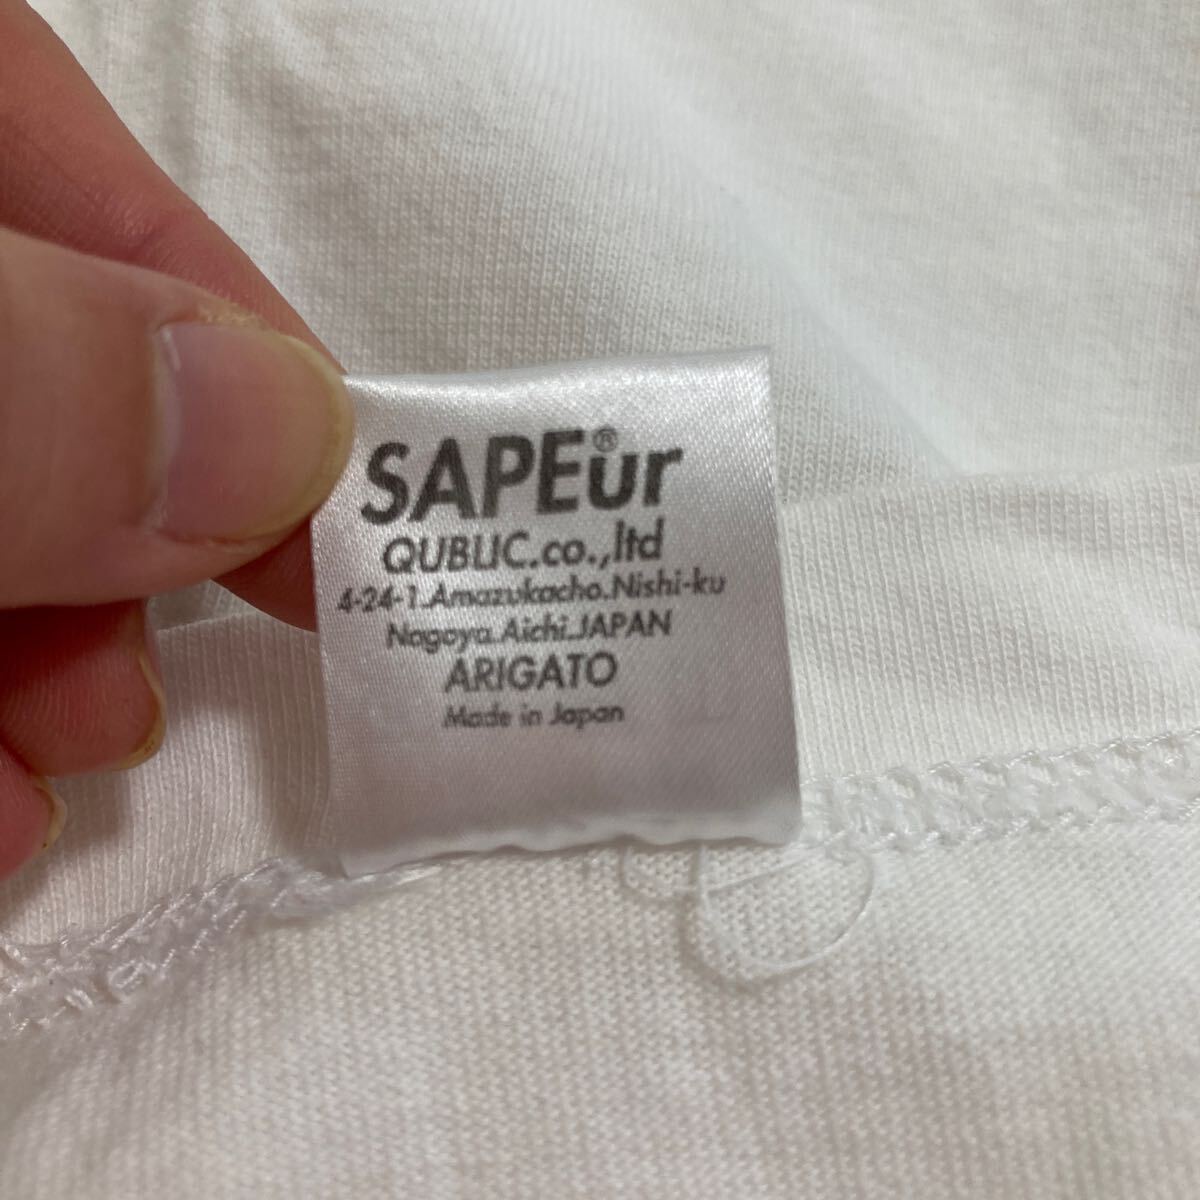 SAPEur®
QUBLIC.co.,ltd
4-24-1.Amazukacho.Nishi-ku
Nagoya.Aichi.JAPAN
ARIGATO
Made in Japan